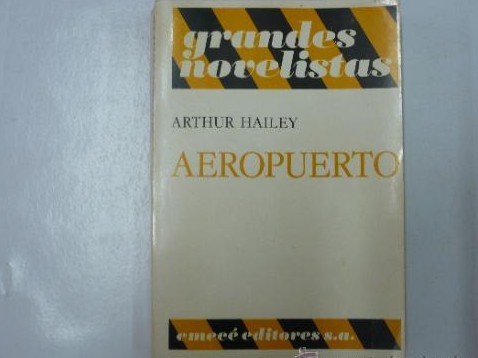 grandes
novelistas
ARTHUR HAILEY
AEROPUERTO
emecé editores s.a.